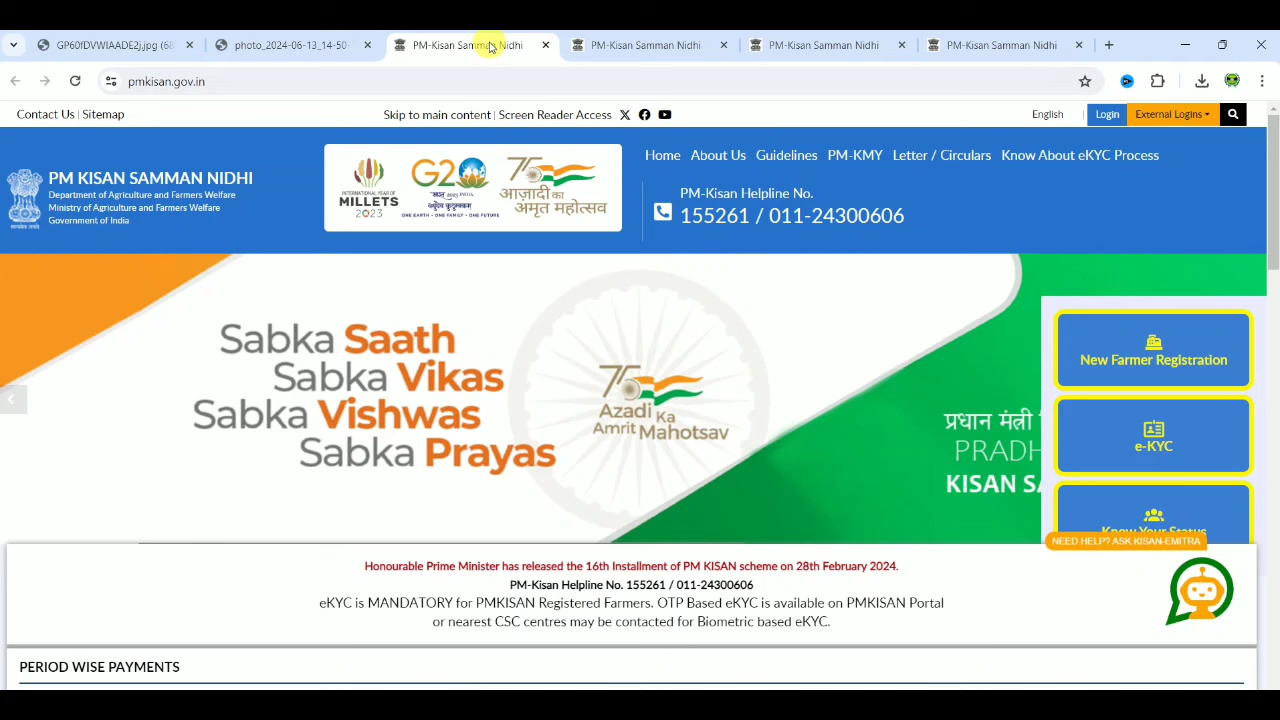 GP60fDVWIAADE2j.jpg (68
photo_2024-06-13_14-50-
PM-Kisan Samman Nidhi
PM-Kisan Samman Nidhi
PM-Kisan Samman Nidhi
PM-Kisan Samman Nidhi
pmkisan.gov.in
Contact Us | Sitemap
Skip to main content | Screen Reader Access
English
Login
External Logins
PM KISAN SAMMAN NIDHI
Department of Agriculture and Farmers Welfare
Ministry of Agriculture and Farmers Welfare
Government of India
INTERNATIONAL YEAR OF
MILLETS
2023
G20
ONE EARTH • ONE FAMILY • ONE FUTURE
75
आज़ादी का
अमृत महोत्सव
Home
About Us
Guidelines
PM-KMY
Letter / Circulars
Know About eKYC Process
PM-Kisan Helpline No.
155261 / 011-24300606
Sabka Saath
Sabka Vikas
Sabka Vishwas
Sabka Prayas
75
Azadi Ka
Amrit Mahotsav
प्रधान मंत्री
PRADH
KISAN SA
New Farmer Registration
e-KYC
Know Your Status
NEED HELP? ASK KISAN-EMITRA
Honourable Prime Minister has released the 16th Installment of PM KISAN scheme on 28th February 2024.
PM-Kisan Helpline No. 155261 / 011-24300606
eKYC is MANDATORY for PMKISAN Registered Farmers. OTP Based eKYC is available on PMKISAN Portal
or nearest CSC centres may be contacted for Biometric based eKYC.
PERIOD WISE PAYMENTS